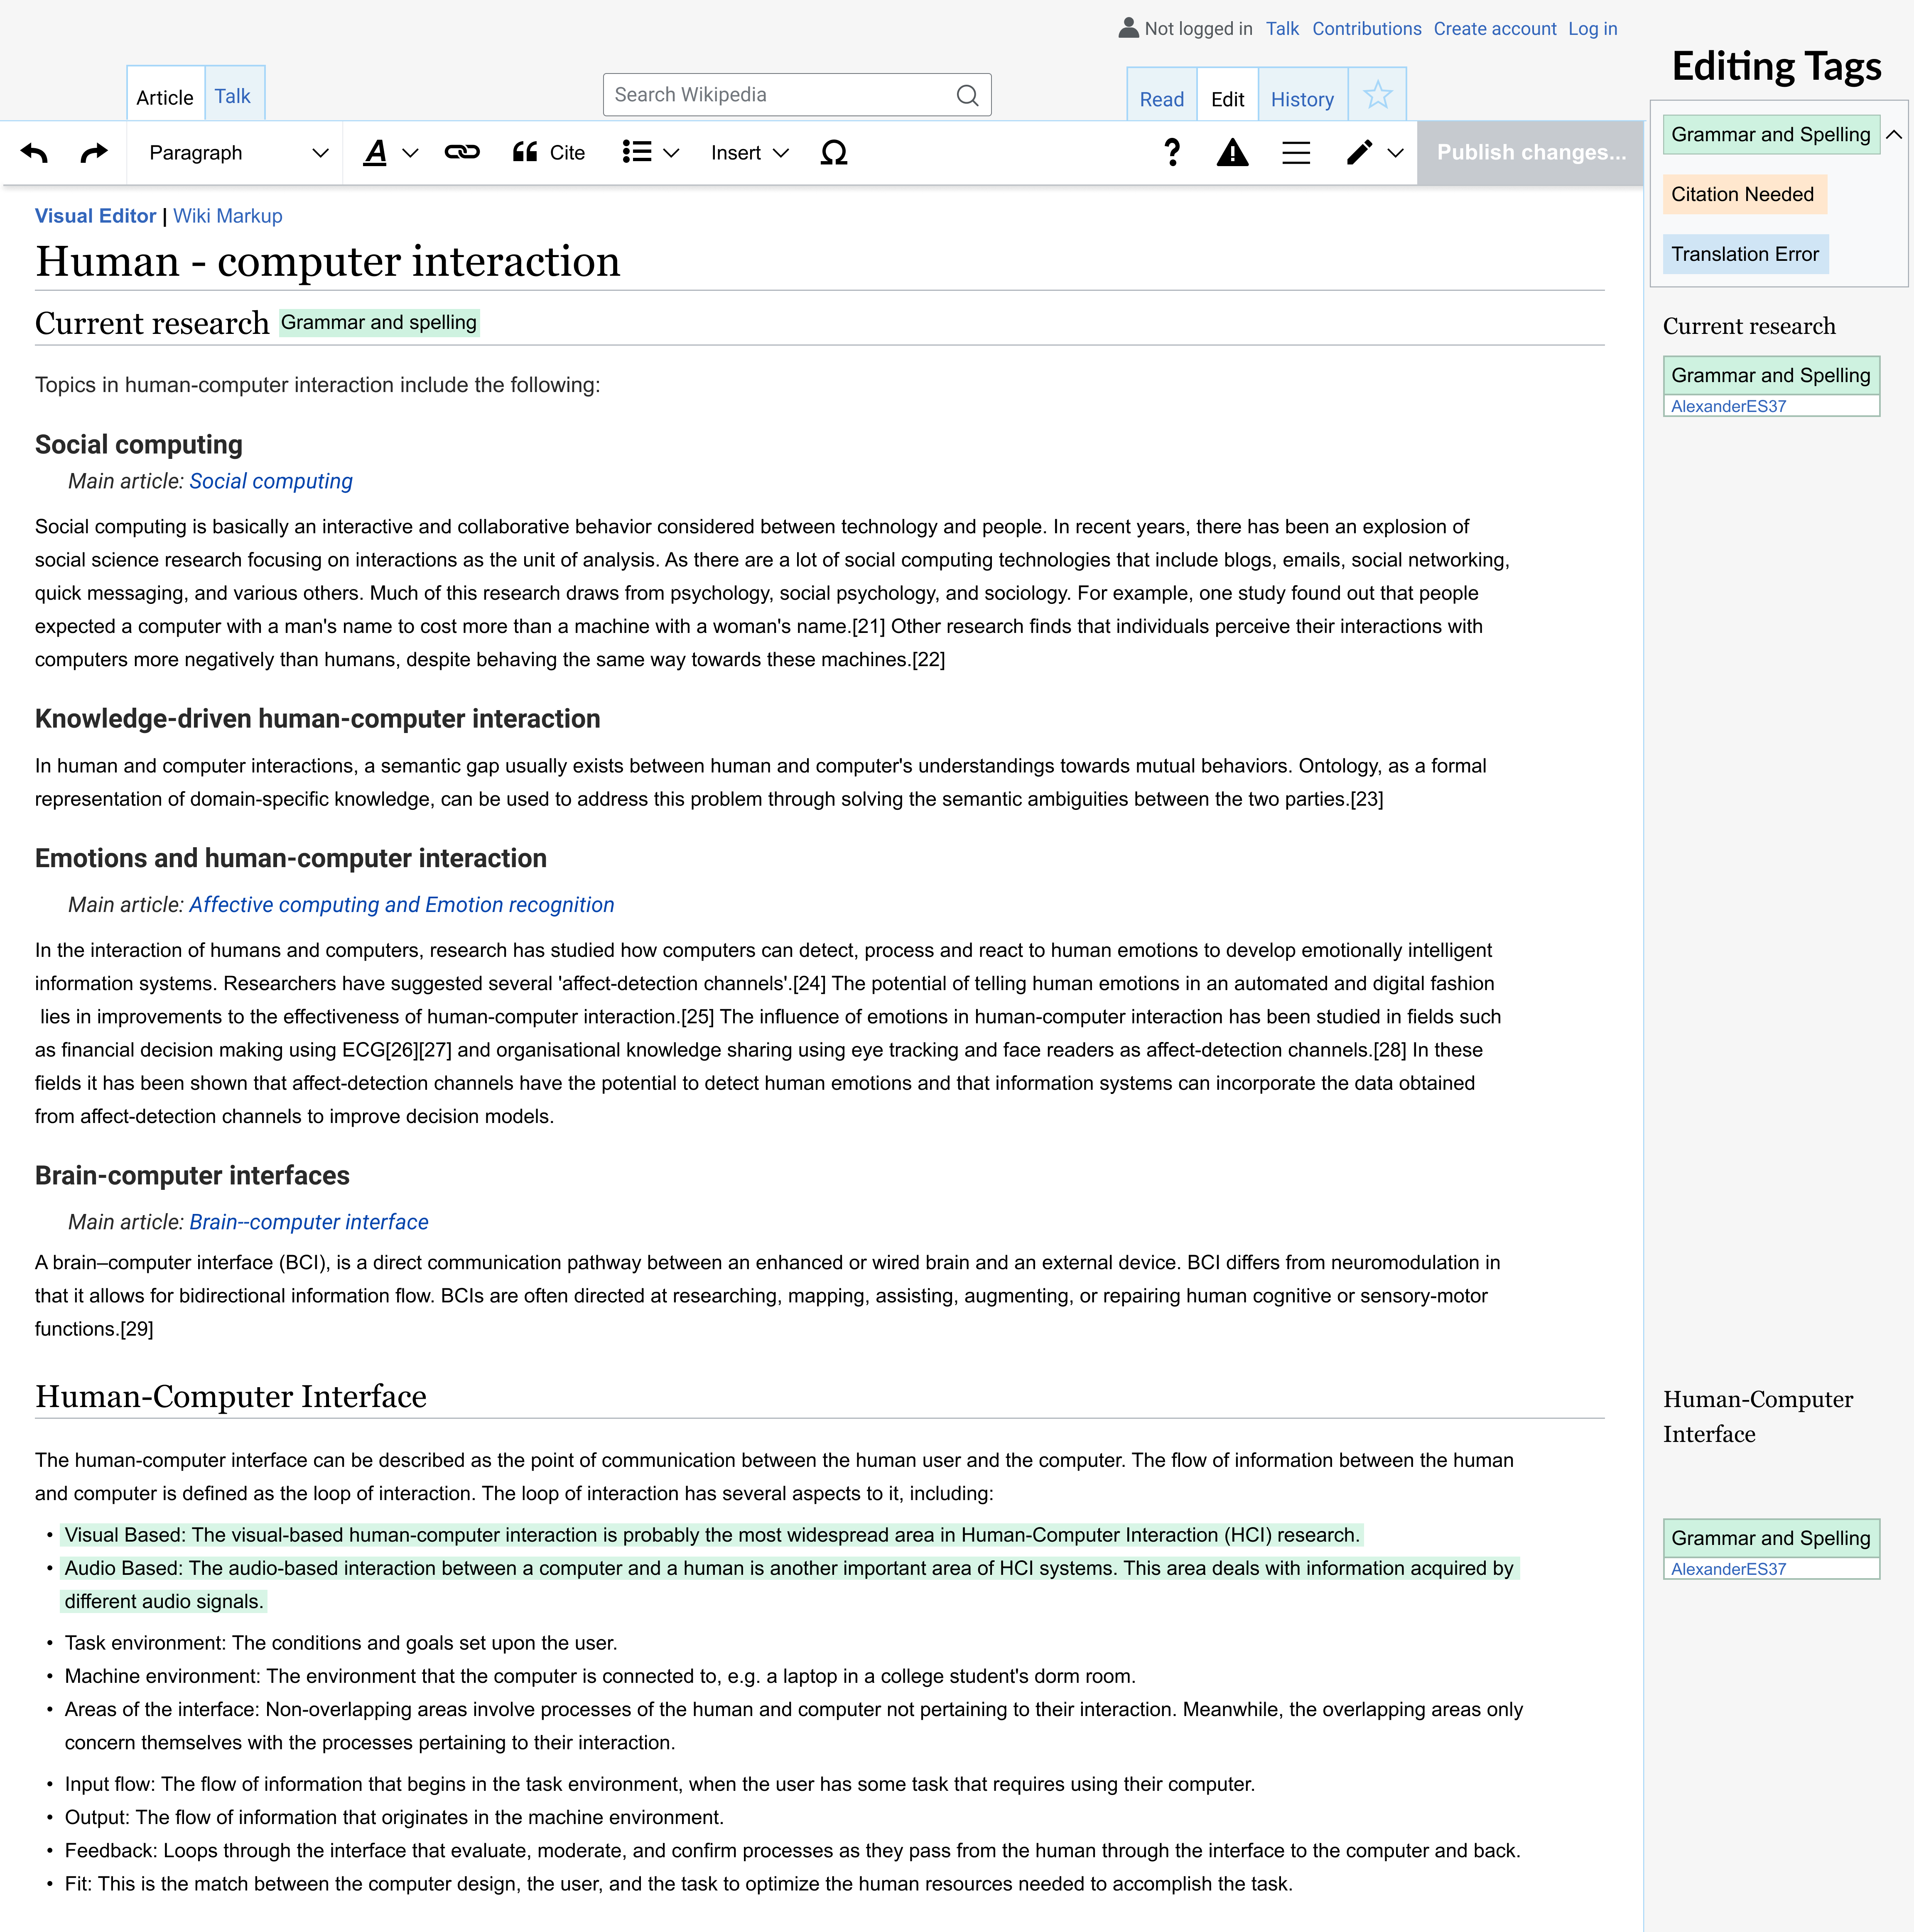 Not logged in Talk Contributions Create account Log in
Editing Tags
Article Talk
Search Wikipedia
Read Edit History
Paragraph A Cite Insert Ω ? Publish changes...
Grammar and Spelling
Citation Needed
Translation Error
Visual Editor | Wiki Markup
Human - computer interaction
Current research Grammar and spelling
Current research
Grammar and Spelling
AlexanderES37
Topics in human-computer interaction include the following:
Social computing
Main article: Social computing
Social computing is basically an interactive and collaborative behavior considered between technology and people. In recent years, there has been an explosion of
social science research focusing on interactions as the unit of analysis. As there are a lot of social computing technologies that include blogs, emails, social networking,
quick messaging, and various others. Much of this research draws from psychology, social psychology, and sociology. For example, one study found out that people
expected a computer with a man's name to cost more than a machine with a woman's name.[21] Other research finds that individuals perceive their interactions with
computers more negatively than humans, despite behaving the same way towards these machines.[22]
Knowledge-driven human-computer interaction
In human and computer interactions, a semantic gap usually exists between human and computer's understandings towards mutual behaviors. Ontology, as a formal
representation of domain-specific knowledge, can be used to address this problem through solving the semantic ambiguities between the two parties.[23]
Emotions and human-computer interaction
Main article: Affective computing and Emotion recognition
In the interaction of humans and computers, research has studied how computers can detect, process and react to human emotions to develop emotionally intelligent
information systems. Researchers have suggested several 'affect-detection channels'.[24] The potential of telling human emotions in an automated and digital fashion
lies in improvements to the effectiveness of human-computer interaction.[25] The influence of emotions in human-computer interaction has been studied in fields such
as financial decision making using ECG[26][27] and organisational knowledge sharing using eye tracking and face readers as affect-detection channels.[28] In these
fields it has been shown that affect-detection channels have the potential to detect human emotions and that information systems can incorporate the data obtained
from affect-detection channels to improve decision models.
Brain-computer interfaces
Main article: Brain--computer interface
A brain–computer interface (BCI), is a direct communication pathway between an enhanced or wired brain and an external device. BCI differs from neuromodulation in
that it allows for bidirectional information flow. BCIs are often directed at researching, mapping, assisting, augmenting, or repairing human cognitive or sensory-motor
functions.[29]
Human-Computer Interface
Human-Computer
Interface
The human-computer interface can be described as the point of communication between the human user and the computer. The flow of information between the human
and computer is defined as the loop of interaction. The loop of interaction has several aspects to it, including:
• Visual Based: The visual-based human-computer interaction is probably the most widespread area in Human-Computer Interaction (HCI) research.
• Audio Based: The audio-based interaction between a computer and a human is another important area of HCI systems. This area deals with information acquired by
different audio signals.
Grammar and Spelling
AlexanderES37
• Task environment: The conditions and goals set upon the user.
• Machine environment: The environment that the computer is connected to, e.g. a laptop in a college student's dorm room.
• Areas of the interface: Non-overlapping areas involve processes of the human and computer not pertaining to their interaction. Meanwhile, the overlapping areas only
concern themselves with the processes pertaining to their interaction.
• Input flow: The flow of information that begins in the task environment, when the user has some task that requires using their computer.
• Output: The flow of information that originates in the machine environment.
• Feedback: Loops through the interface that evaluate, moderate, and confirm processes as they pass from the human through the interface to the computer and back.
• Fit: This is the match between the computer design, the user, and the task to optimize the human resources needed to accomplish the task.